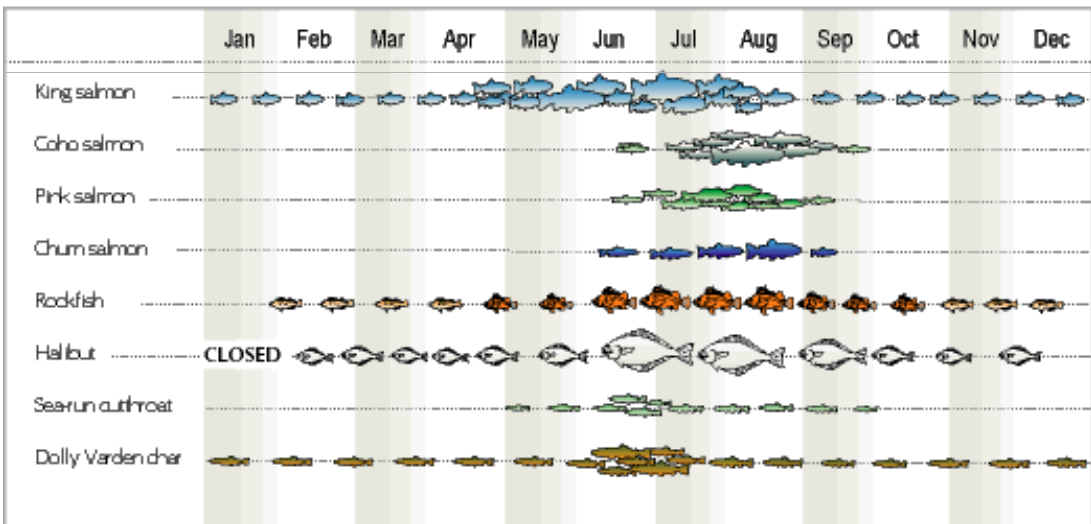 Jan Feb Mar Apr May Jun Jul Aug Sep Oct Nov Dec
King salmon
Coho salmon
Pink salmon
Chum salmon
Rockfish
Halibut CLOSED
Sea-run cutthroat
Dolly Varden char